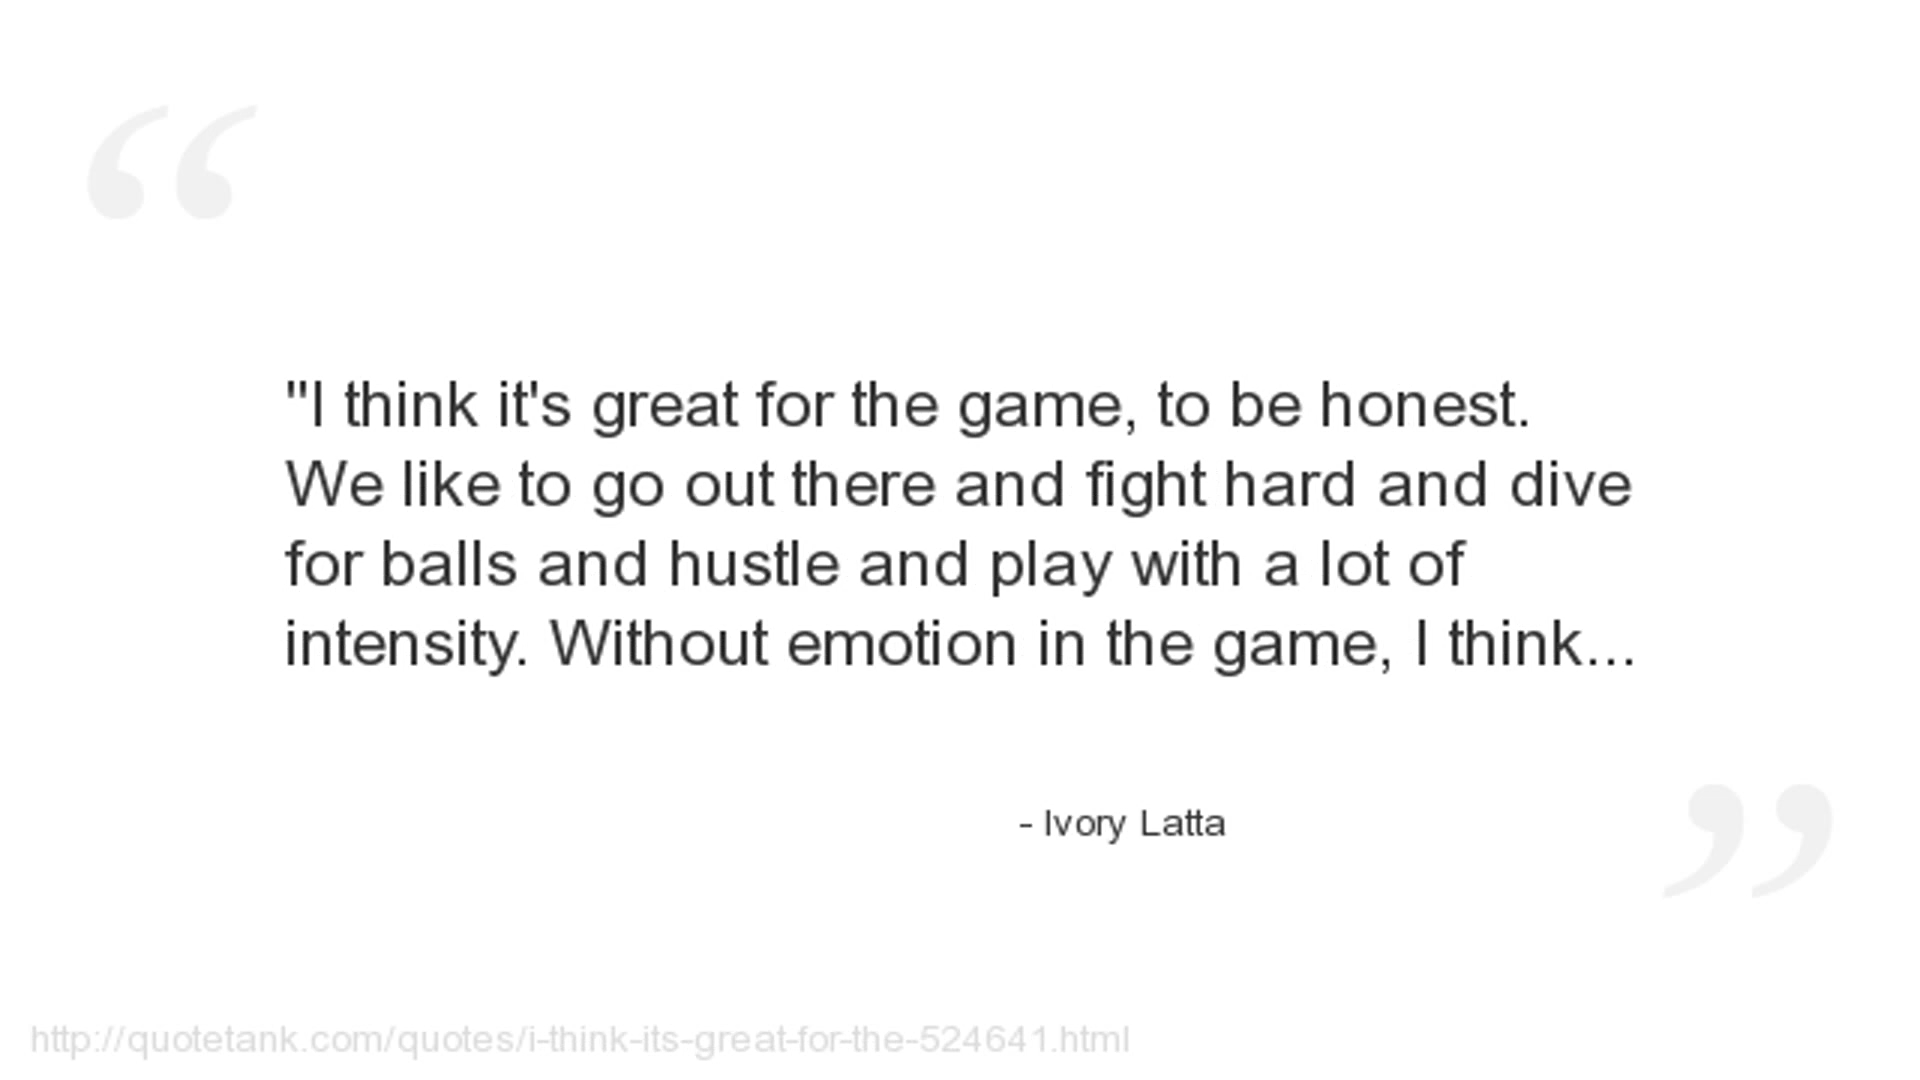 "I think it's great for the game, to be honest.
We like to go out there and fight hard and dive
for balls and hustle and play with a lot of
intensity. Without emotion in the game, I think...
- Ivory Latta
http://quotetank.com/quotes/i-think-its-great-for-the-524641.html